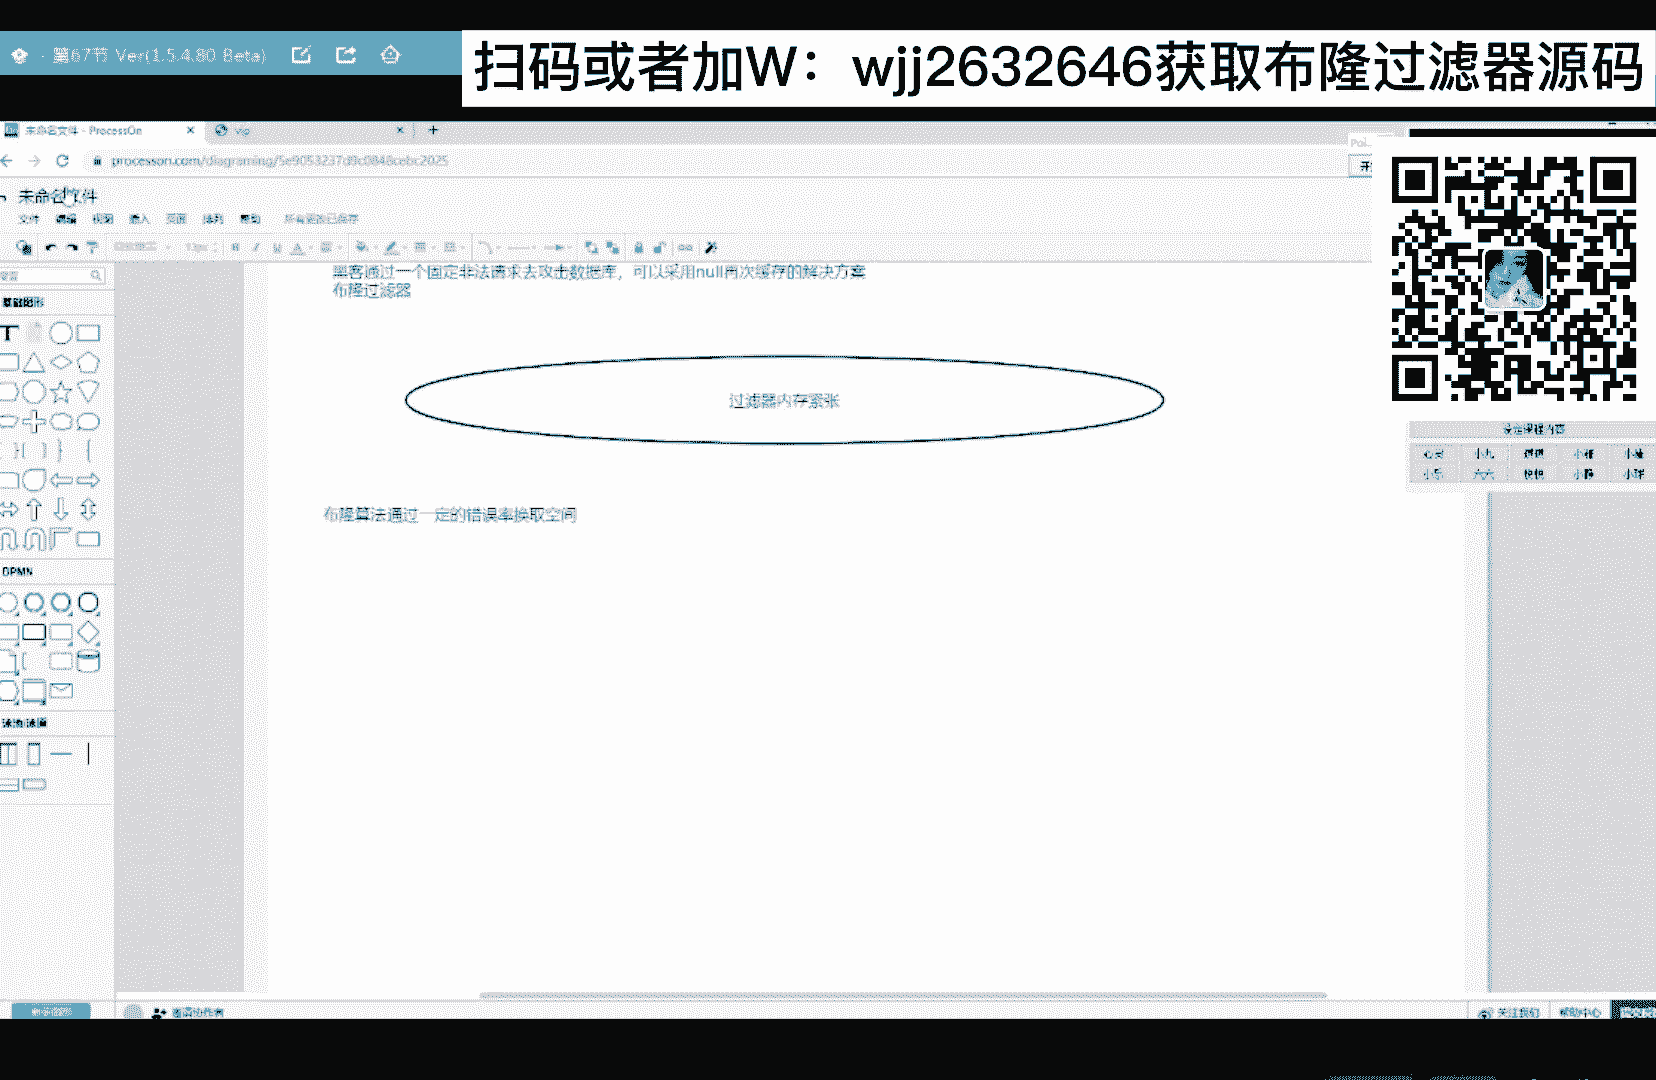 第67节 Ver(1.5.4.80 Beta)
扫码或者加W：wjj2632646获取布隆过滤器源码
未命名文件 - ProcessOn
vip
processon.com/diagraming/5e9053237d9c0848cebc2025
未命名文件
文件 编辑 视图 插入 页面 排列 帮助 所有更改已保存
黑客通过一个固定非法请求去攻击数据库，可以采用null再次缓存的解决方案
布隆过滤器
基础图形
过滤器内存紧张
布隆算法通过一定的错误率换取空间
BPMN
邀请协作者
关注我们
帮助中心